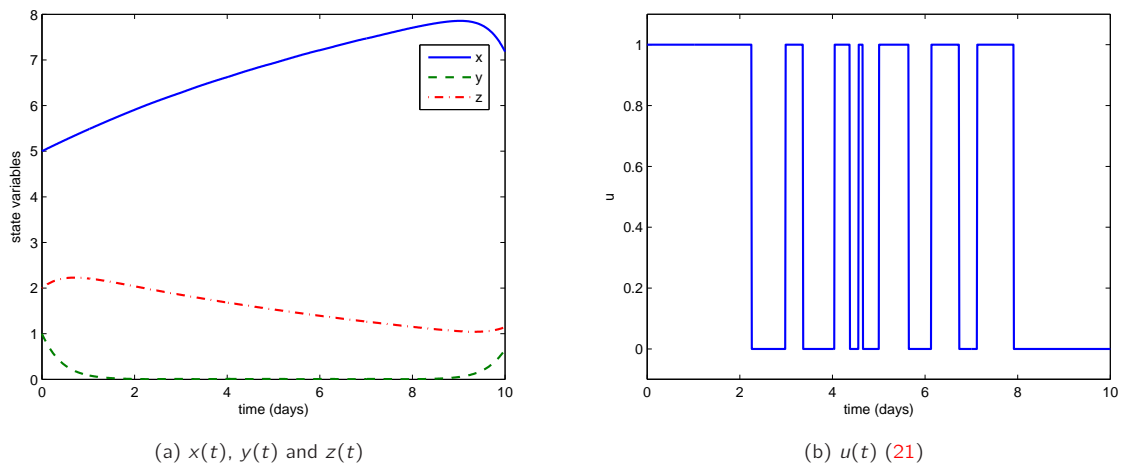 8
7
6
5
4
3
2
1
0
state variables
x
y
z
0 2 4 6 8 10
time (days)
(a) x(t), y(t) and z(t)
1
0.8
0.6
0.4
0.2
0
u
0 2 4 6 8 10
time (days)
(b) u(t) (21)